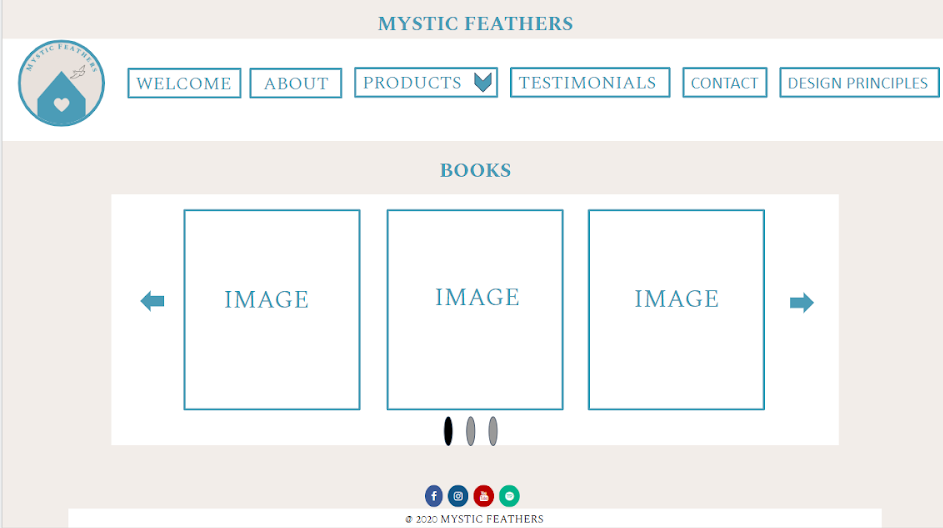 MYSTIC FEATHERS
MYSTIC FEATHERS
WELCOME ABOUT PRODUCTS TESTIMONIALS CONTACT DESIGN PRINCIPLES
BOOKS
IMAGE IMAGE IMAGE
@ 2020 MYSTIC FEATHERS